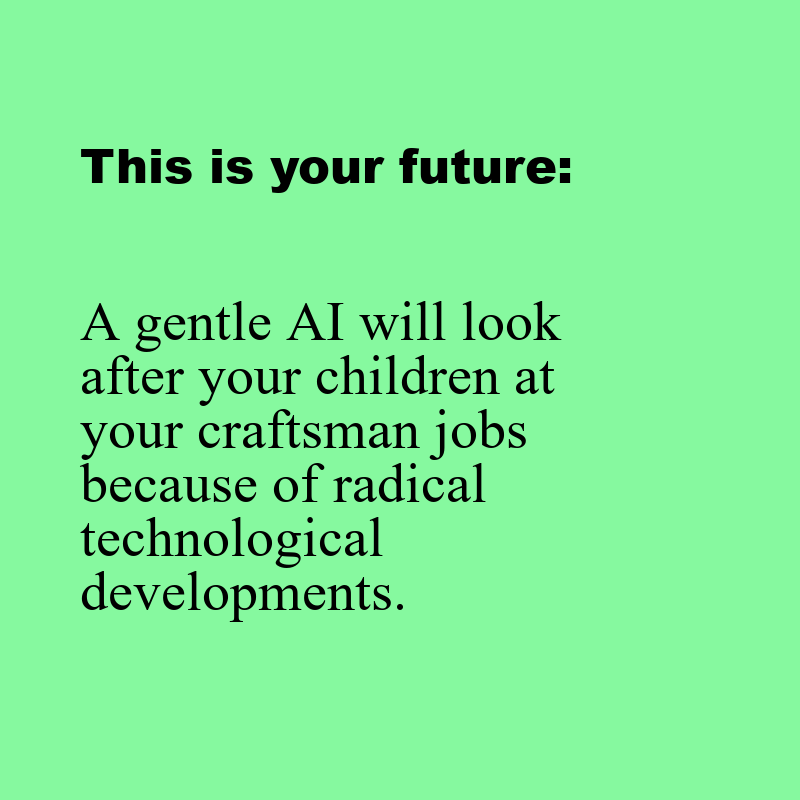 This is your future:
A gentle AI will look
after your children at
your craftsman jobs
because of radical
technological
developments.